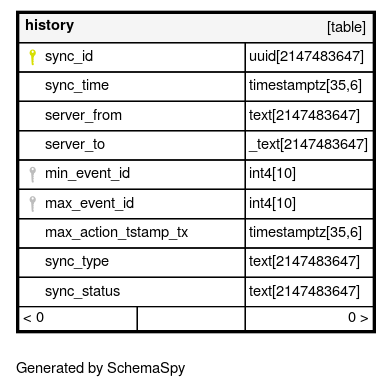 history [table]
sync_id uuid[2147483647]
sync_time timestamptz[35,6]
server_from text[2147483647]
server_to _text[2147483647]
min_event_id int4[10]
max_event_id int4[10]
max_action_tstamp_tx timestamptz[35,6]
sync_type text[2147483647]
sync_status text[2147483647]
< 0 0 >
Generated by SchemaSpy